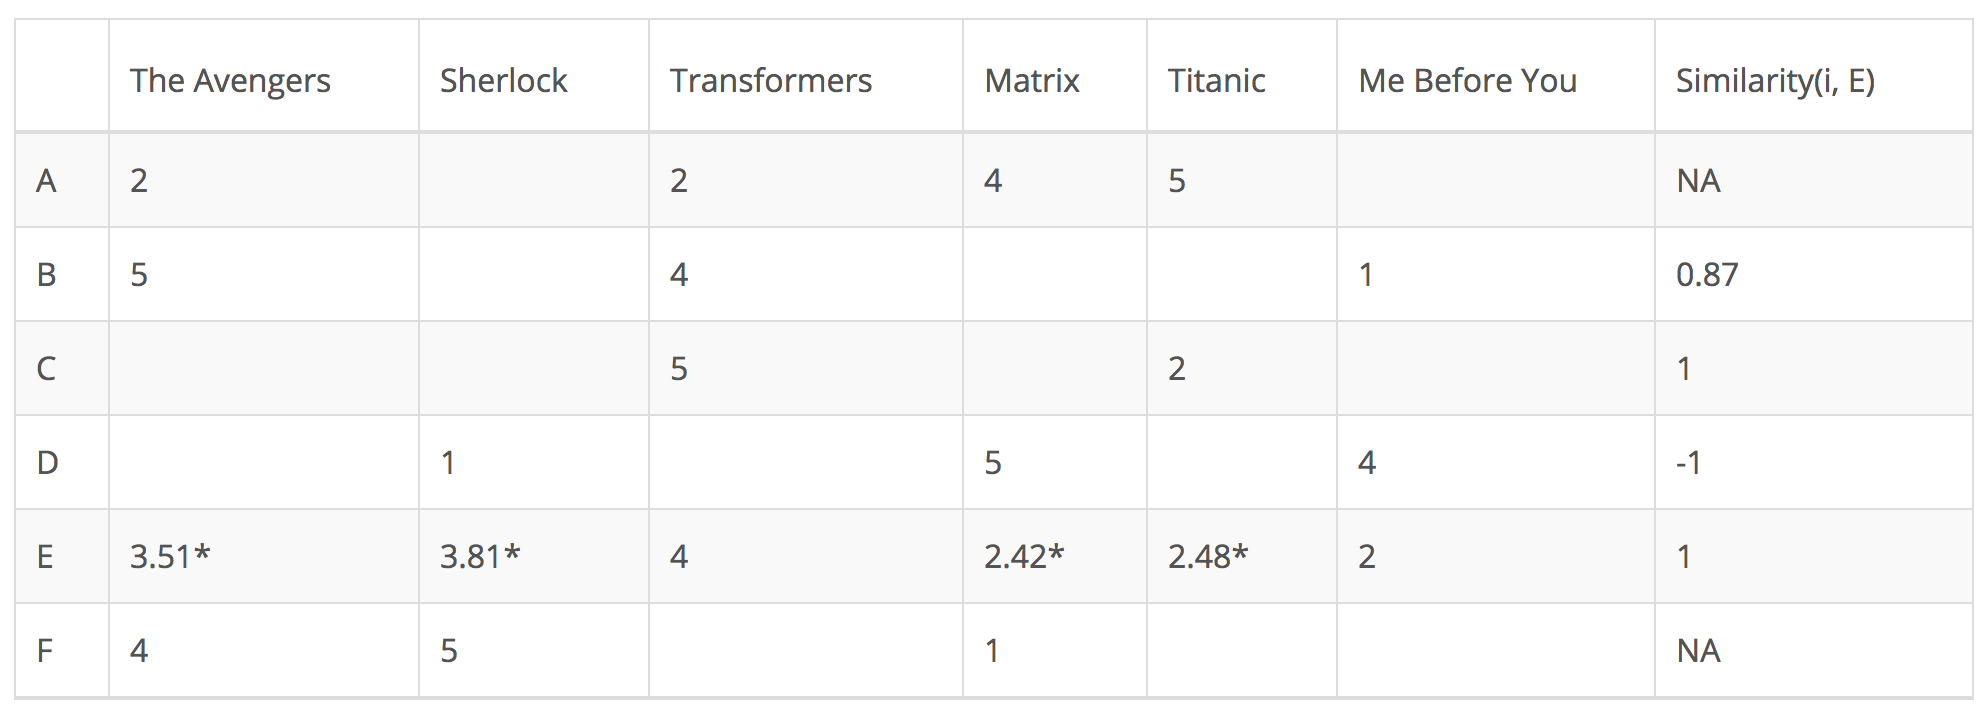 The Avengers Sherlock Transformers Matrix Titanic Me Before You Similarity(i, E)
A 2 2 4 5 NA
B 5 4 1 0.87
C 5 2 1
D 1 5 4 -1
E 3.51* 3.81* 4 2.42* 2.48* 2 1
F 4 5 1 NA